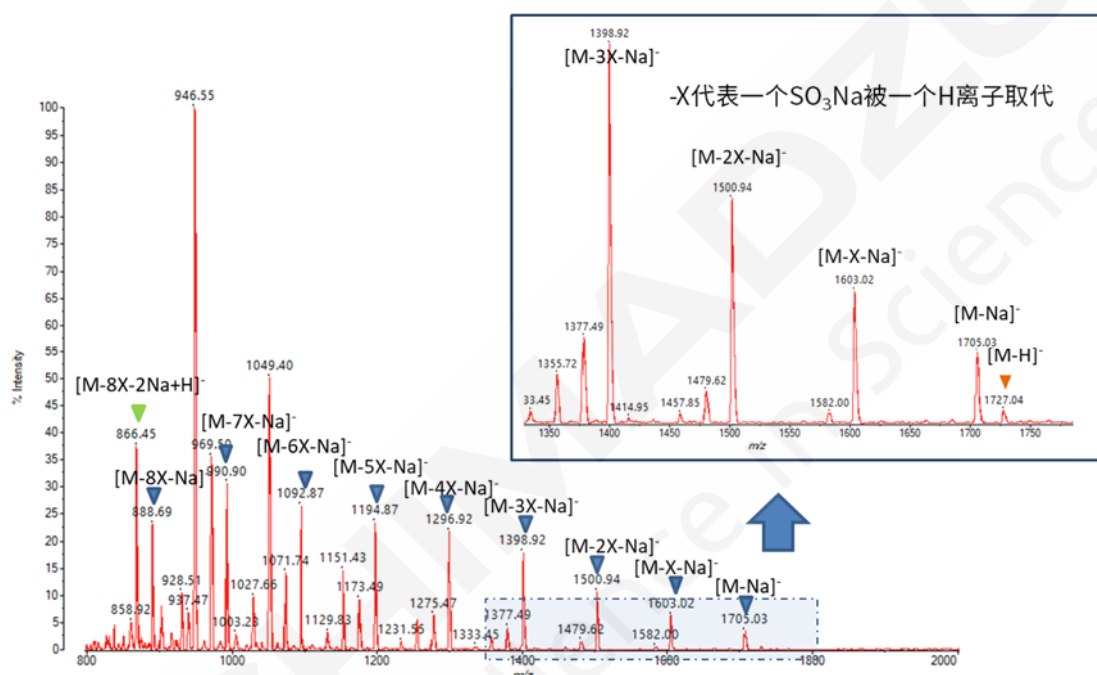 1398.92
[M-3X-Na]⁻
-X代表一个SO₃Na被一个H离子取代
[M-2X-Na]⁻
1500.94
[M-X-Na]⁻
1603.02
[M-Na]⁻
1705.03
[M-H]⁻
1727.04
1377.49
1355.72
33.45
1414.95
1457.85
1479.62
1582.00
1350 1400 1450 1500 1550 1600 1650 1700 1750
m/z
946.55
100
95
90
85
80
75
70
65
60
55
50
45
40
35
30
25
20
15
10
5
0
% Intensity
1049.40
[M-8X-2Na+H]⁻
866.45
969.50
[M-7X-Na]⁻
990.90
[M-6X-Na]⁻
1092.87
[M-8X-Na]⁻
888.69
[M-5X-Na]⁻
1194.87
[M-4X-Na]⁻
1296.92
[M-3X-Na]⁻
1398.92
[M-2X-Na]⁻
1500.94
[M-X-Na]⁻
1603.02
[M-Na]⁻
1705.03
928.51
937.47
858.92
1003.23
1027.66
1071.74
1129.83
1151.43
1173.49
1231.55
1275.47
1333.45
1377.49
1479.62
1582.00
800 1000 1200 1400 1600 1800 2000
m/z
SHIMADZU
Science